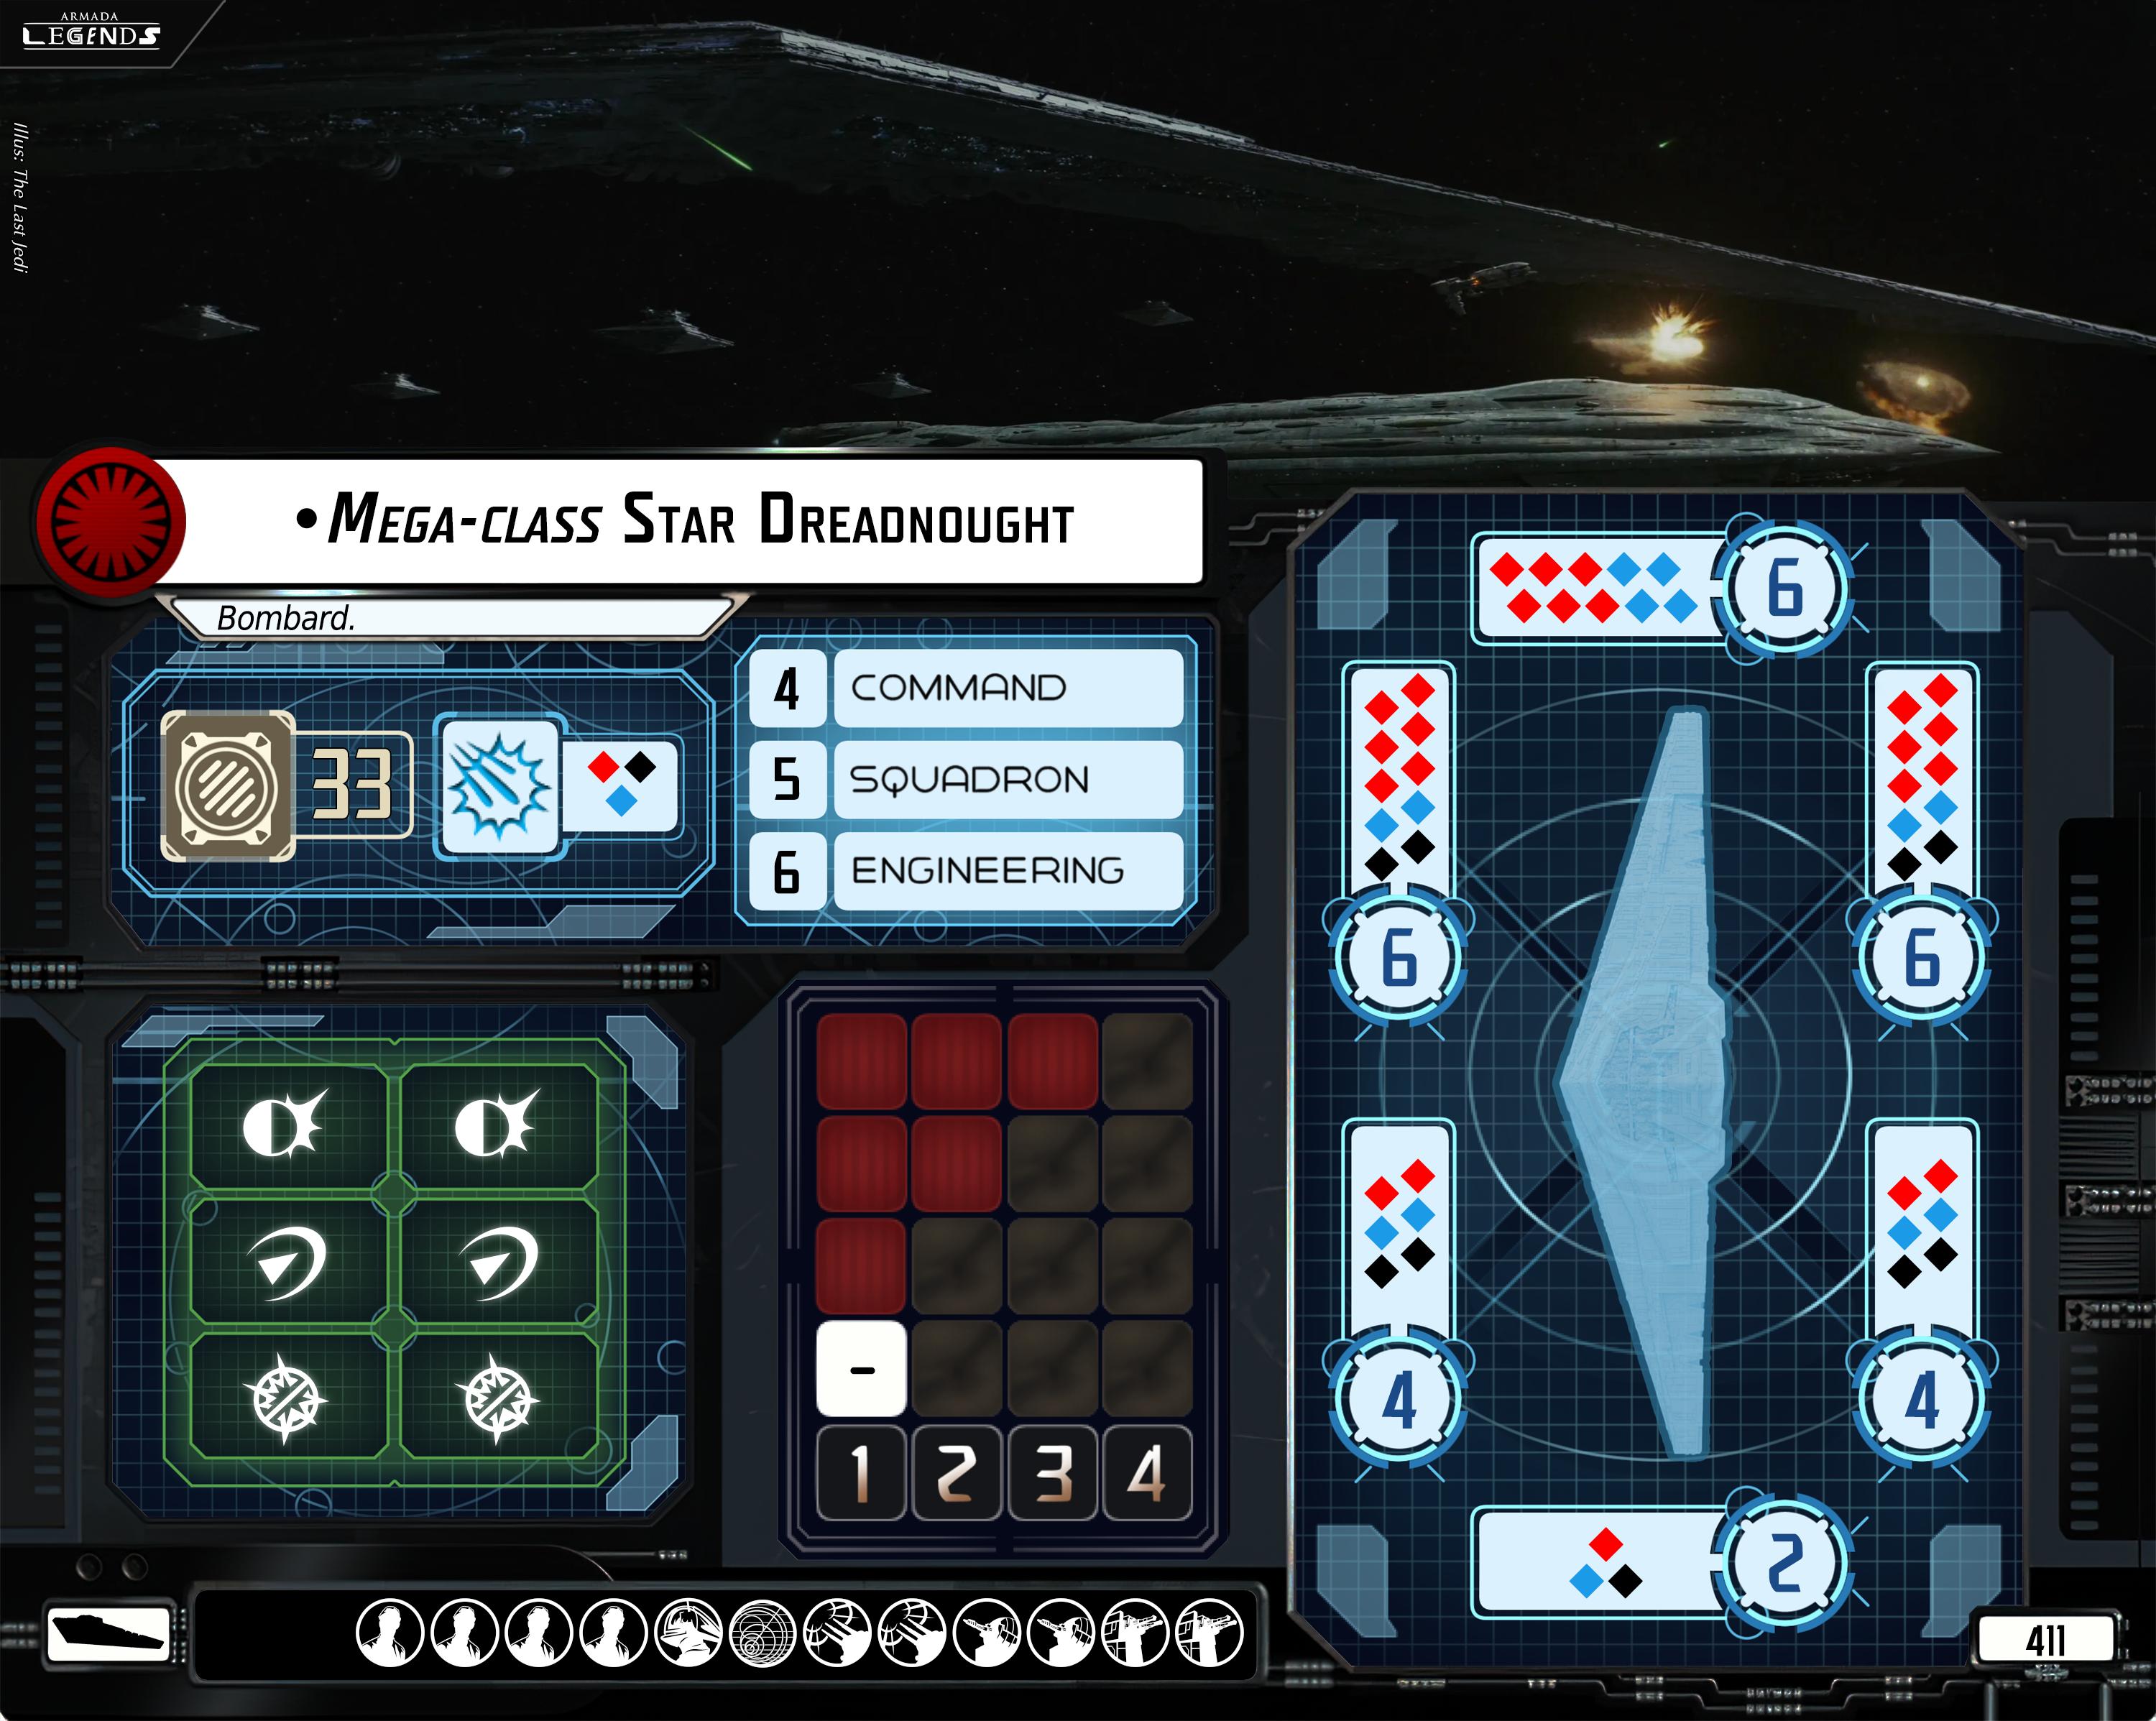 ARMADA
LEGENDS
Illus: The Last Jedi
•MEGA-CLASS STAR DREADNOUGHT
Bombard.
33
4 COMMAND
5 SQUADRON
6 ENGINEERING
-
1 2 3 4
6
6 6
4 4
2
411